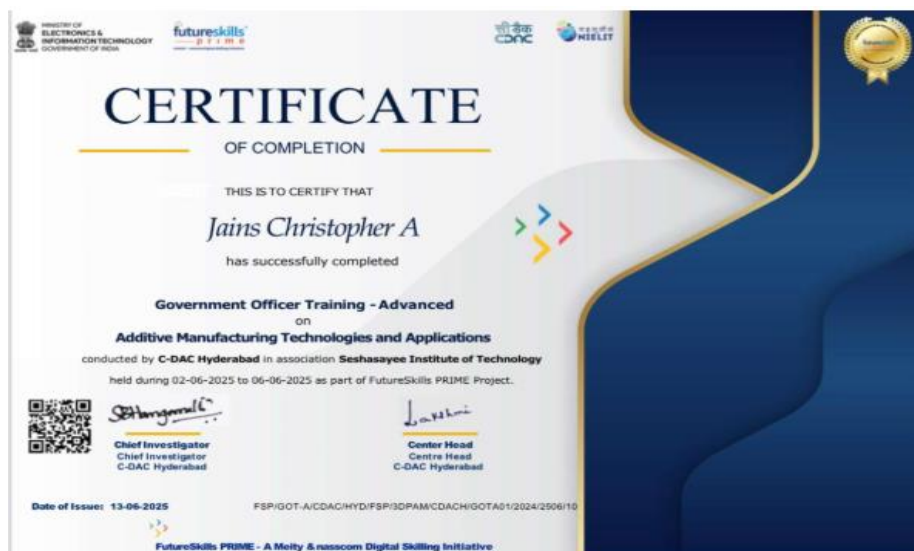 MINISTRY OF
ELECTRONICS &
INFORMATION TECHNOLOGY
GOVERNMENT OF INDIA
futureskills
prime
सी डैक
CDAC
NIELIT
CERTIFICATE
OF COMPLETION
THIS IS TO CERTIFY THAT
Jains Christopher A
has successfully completed
Government Officer Training - Advanced
on
Additive Manufacturing Technologies and Applications
conducted by C-DAC Hyderabad in association Seshasayee Institute of Technology
held during 02-06-2025 to 06-06-2025 as part of FutureSkills PRIME Project.
Lakshmi
Chief Investigator
Chief Investigator
C-DAC Hyderabad
Center Head
Centre Head
C-DAC Hyderabad
Date of Issue: 13-06-2025
FSP/GOT-A/CDAC/HYD/FSP/3DPAM/CDACH/GOTA01/2024/2506/10
FutureSkills PRIME - A Meity & nasscom Digital Skilling Initiative